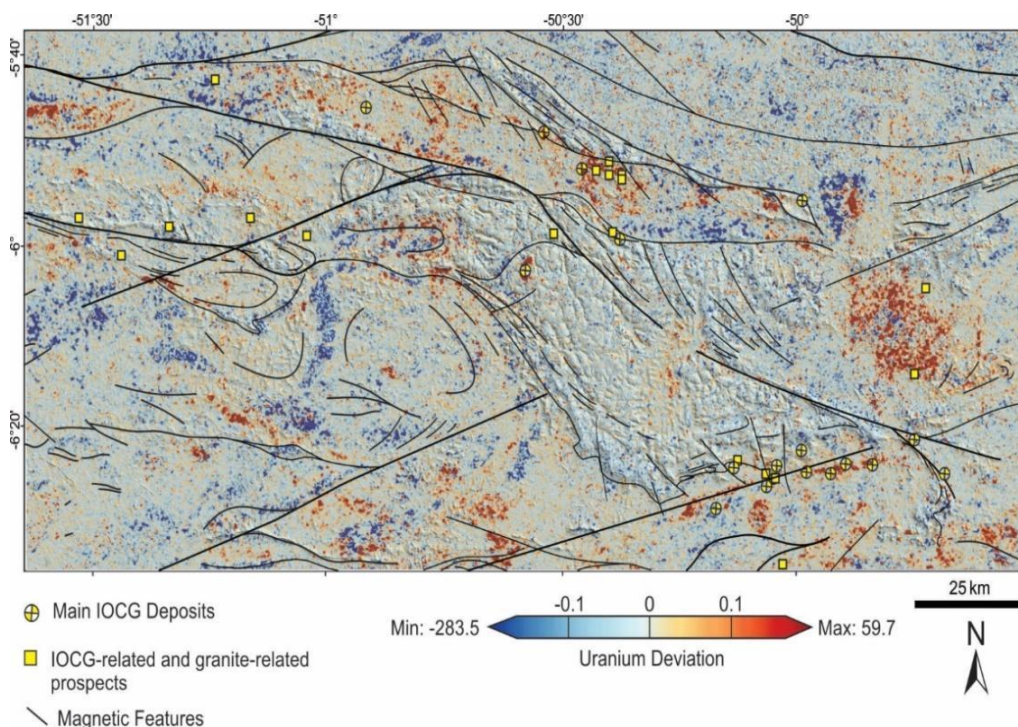 -51°30' -51° -50°30' -50°
-5°40'
-6°
-6°20'
25 km
N
Main IOCG Deposits
IOCG-related and granite-related
prospects
Magnetic Features
-0.1 0 0.1
Min: -283.5 Max: 59.7
Uranium Deviation